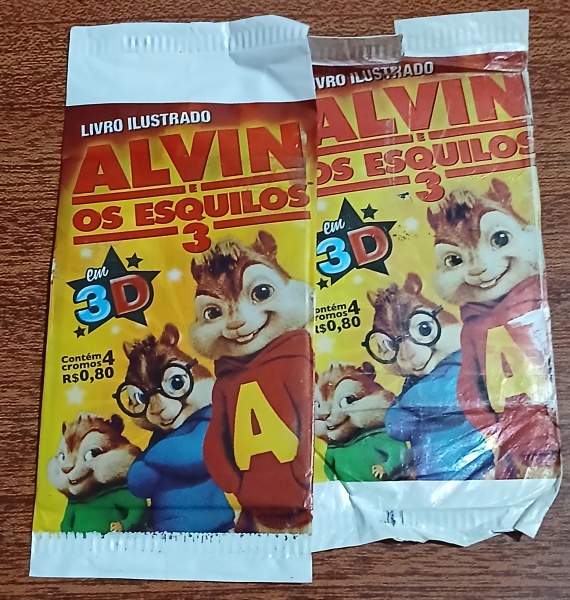 LIVRO ILUSTRADO
ALVIN
E
OS ESQUILOS
3
em
3D
Contém 4
cromos
R$0,80
A
VRO ILUSTRADO
ALVIN
E
OS ESQUILOS
3
em
3D
Contém 4
cromos
R$0,80
A